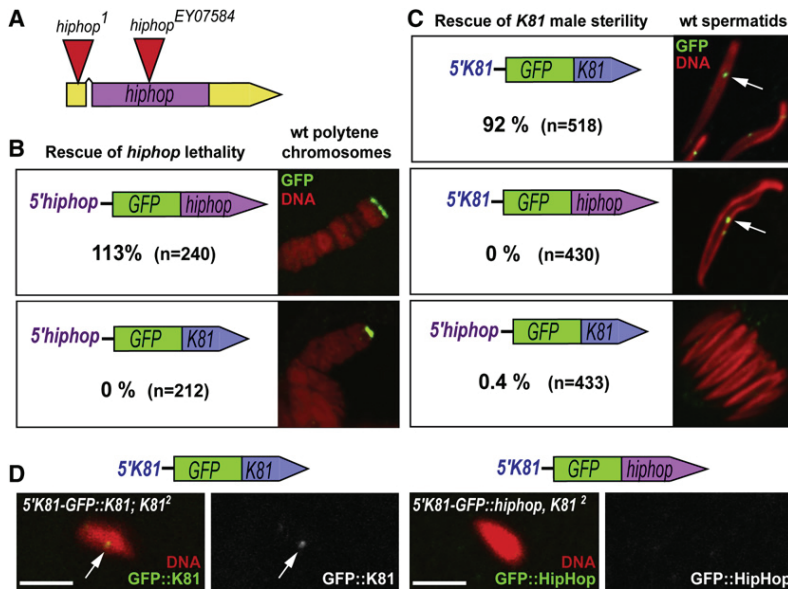 A
hiphop1
hiphopEY07584
hiphop
B
Rescue of hiphop lethality
wt polytene
chromosomes
5'hiphop
GFP
hiphop
113% (n=240)
GFP
DNA
5'hiphop
GFP
K81
0 % (n=212)
C
Rescue of K81 male sterility
wt spermatids
5'K81
GFP
K81
92 % (n=518)
GFP
DNA
5'K81
GFP
hiphop
0 % (n=430)
5'hiphop
GFP
K81
0.4 % (n=433)
D
5'K81
GFP
K81
5'K81-GFP::K81; K812
DNA
GFP::K81
GFP::K81
5'K81
GFP
hiphop
5'K81-GFP::hiphop, K81 2
DNA
GFP::HipHop
GFP::HipHop